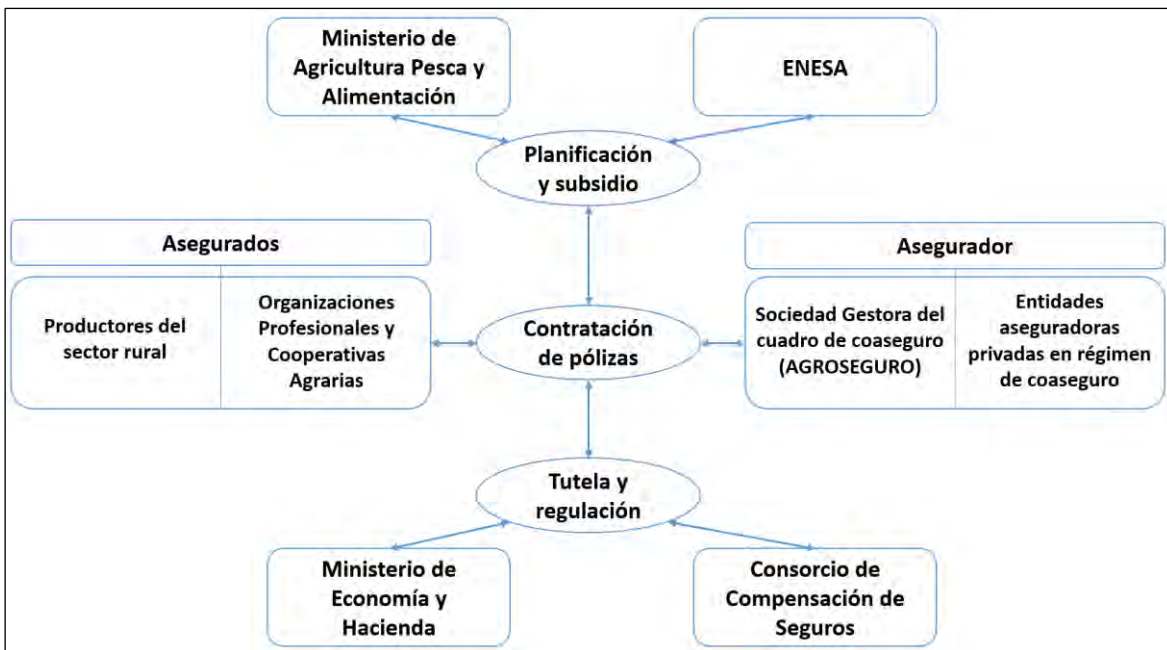 Ministerio de
Agricultura Pesca y
Alimentación
ENESA
Planificación
y subsidio
Asegurados
Asegurador
Productores del
sector rural
Organizaciones
Profesionales y
Cooperativas
Agrarias
Contratación
de pólizas
Sociedad Gestora del
cuadro de coaseguro
(AGROSEGURO)
Entidades
aseguradoras
privadas en régimen
de coaseguro
Tutela y
regulación
Ministerio de
Economía y
Hacienda
Consorcio de
Compensación de
Seguros